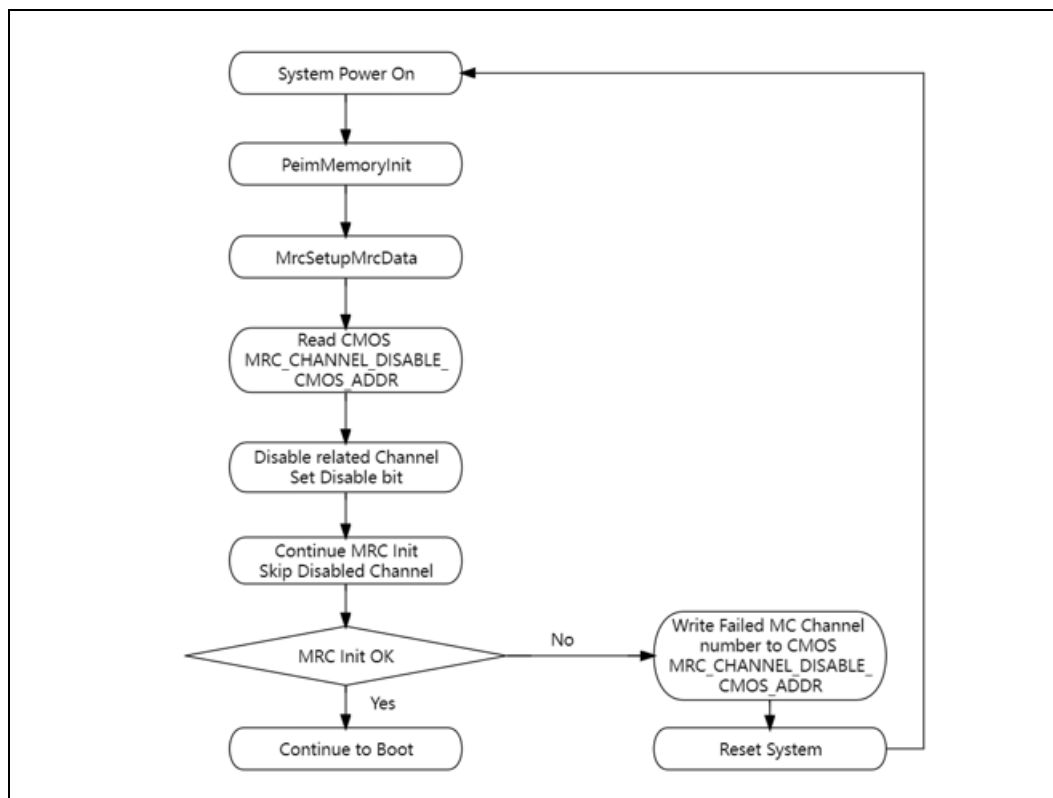 System Power On
PeimMemoryInit
MrcSetupMrcData
Read CMOS
MRC_CHANNEL_DISABLE_
CMOS_ADDR
Disable related Channel
Set Disable bit
Continue MRC Init
Skip Disabled Channel
MRC Init OK
No
Write Failed MC Channel
number to CMOS
MRC_CHANNEL_DISABLE_
CMOS_ADDR
Yes
Continue to Boot
Reset System